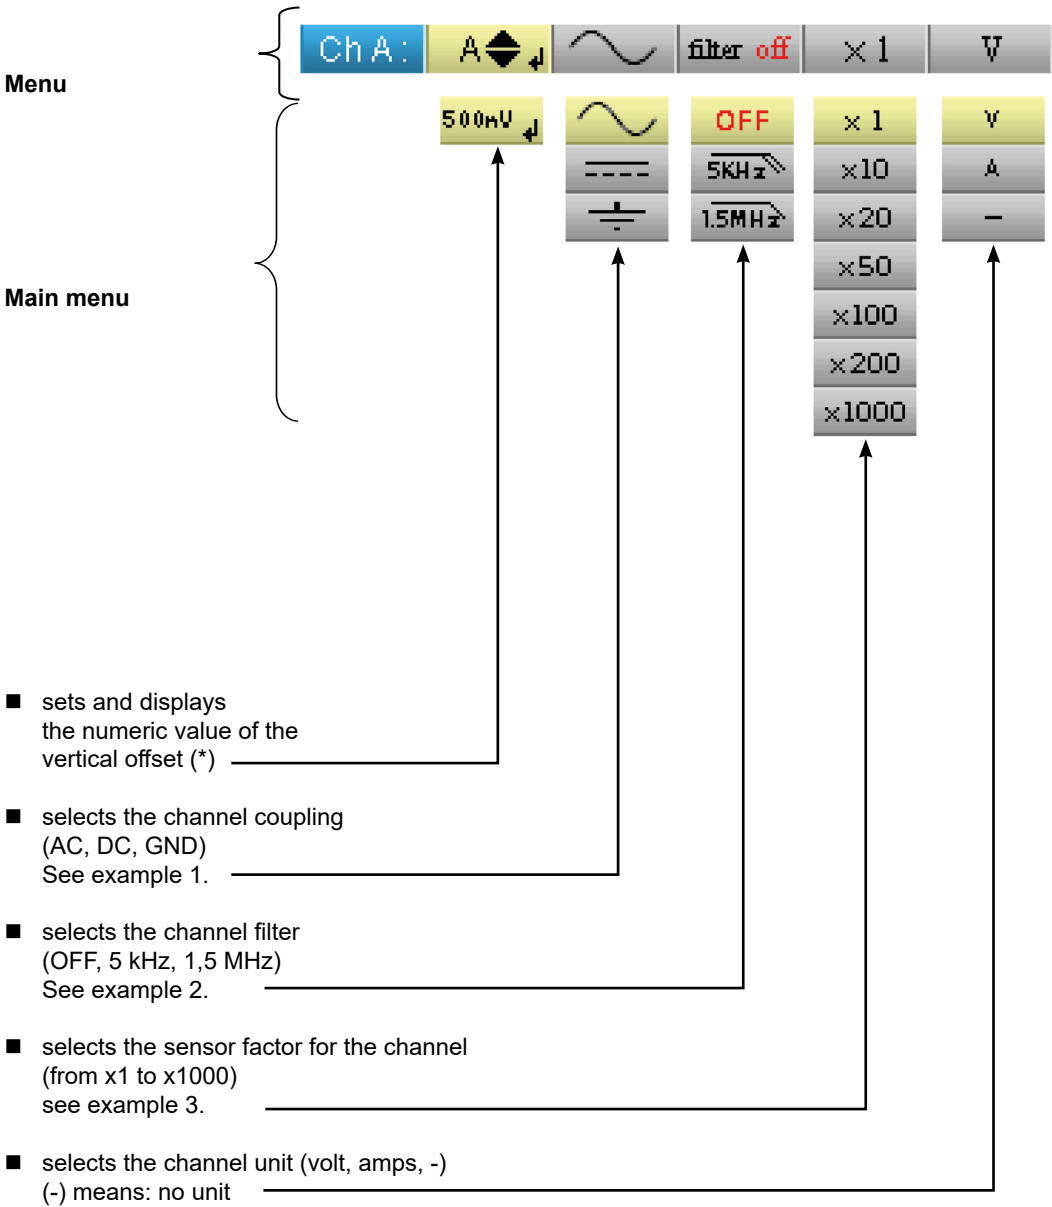 Ch A: A filter off ×1 V
Menu
500mV OFF ×1 V
5KHz ×10 A
1.5MHz ×20 –
×50
Main menu
×100
×200
×1000
■ sets and displays
the numeric value of the
vertical offset (*)
■ selects the channel coupling
(AC, DC, GND)
See example 1.
■ selects the channel filter
(OFF, 5 kHz, 1,5 MHz)
See example 2.
■ selects the sensor factor for the channel
(from x1 to x1000)
see example 3.
■ selects the channel unit (volt, amps, -)
(-) means: no unit